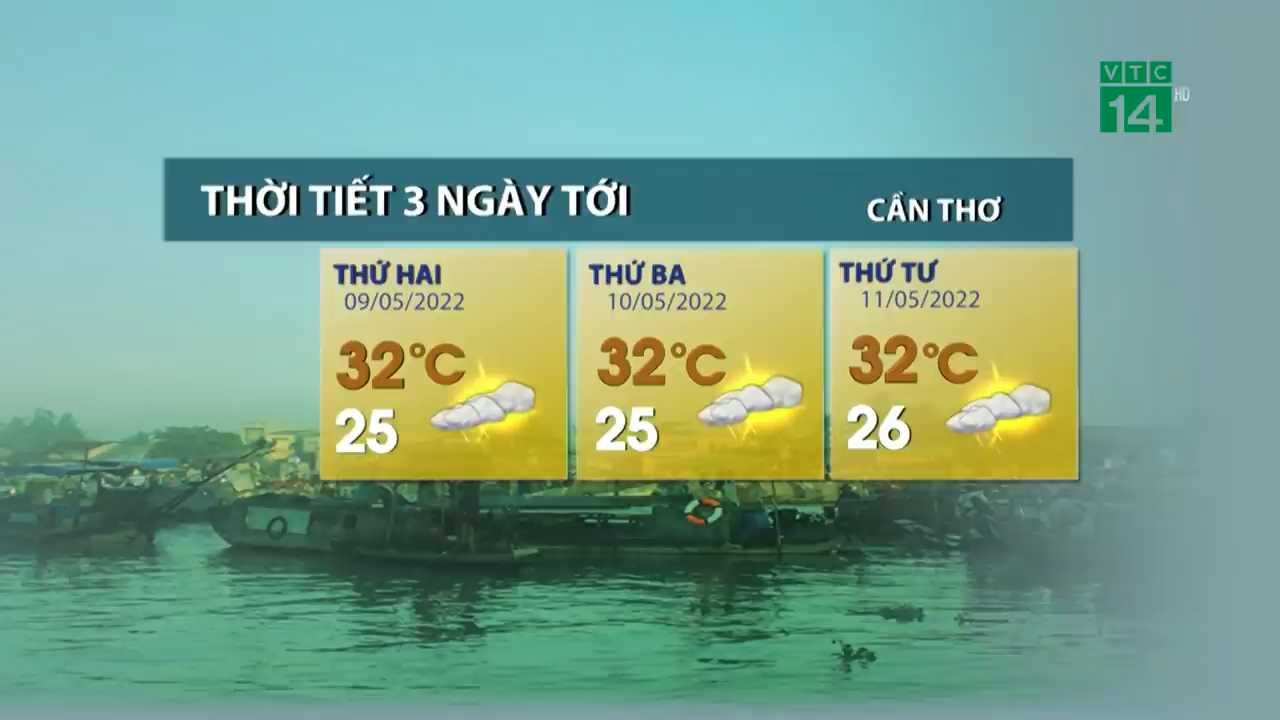 VTC
14 HD
THỜI TIẾT 3 NGÀY TỚI
CẦN THƠ
THỨ HAI
09/05/2022
32°C
25
THỨ BA
10/05/2022
32°C
25
THỨ TƯ
11/05/2022
32°C
26